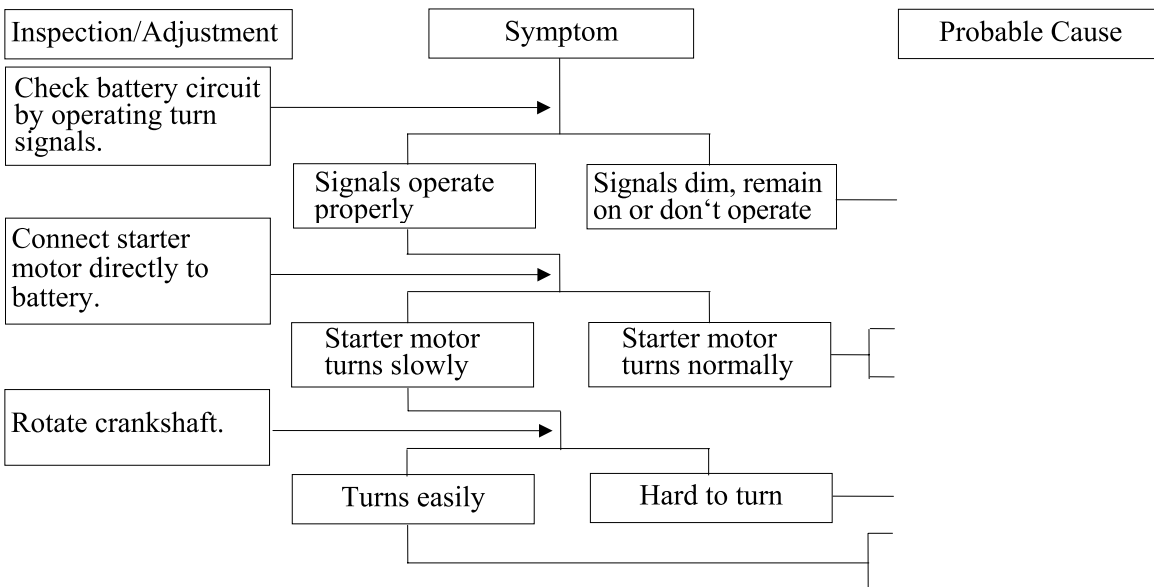 Inspection/Adjustment
Symptom
Probable Cause
Check battery circuit
by operating turn
signals.
Signals operate
properly
Signals dim, remain
on or don‘t operate
Connect starter
motor directly to
battery.
Starter motor
turns slowly
Starter motor
turns normally
Rotate crankshaft.
Turns easily
Hard to turn